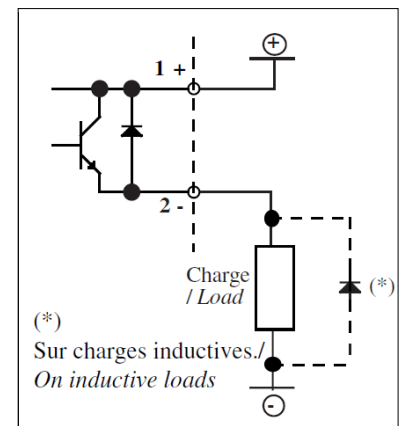 +
1 +
2 -
Charge
/ Load
(*)
(*)
Sur charges inductives./
On inductive loads
-